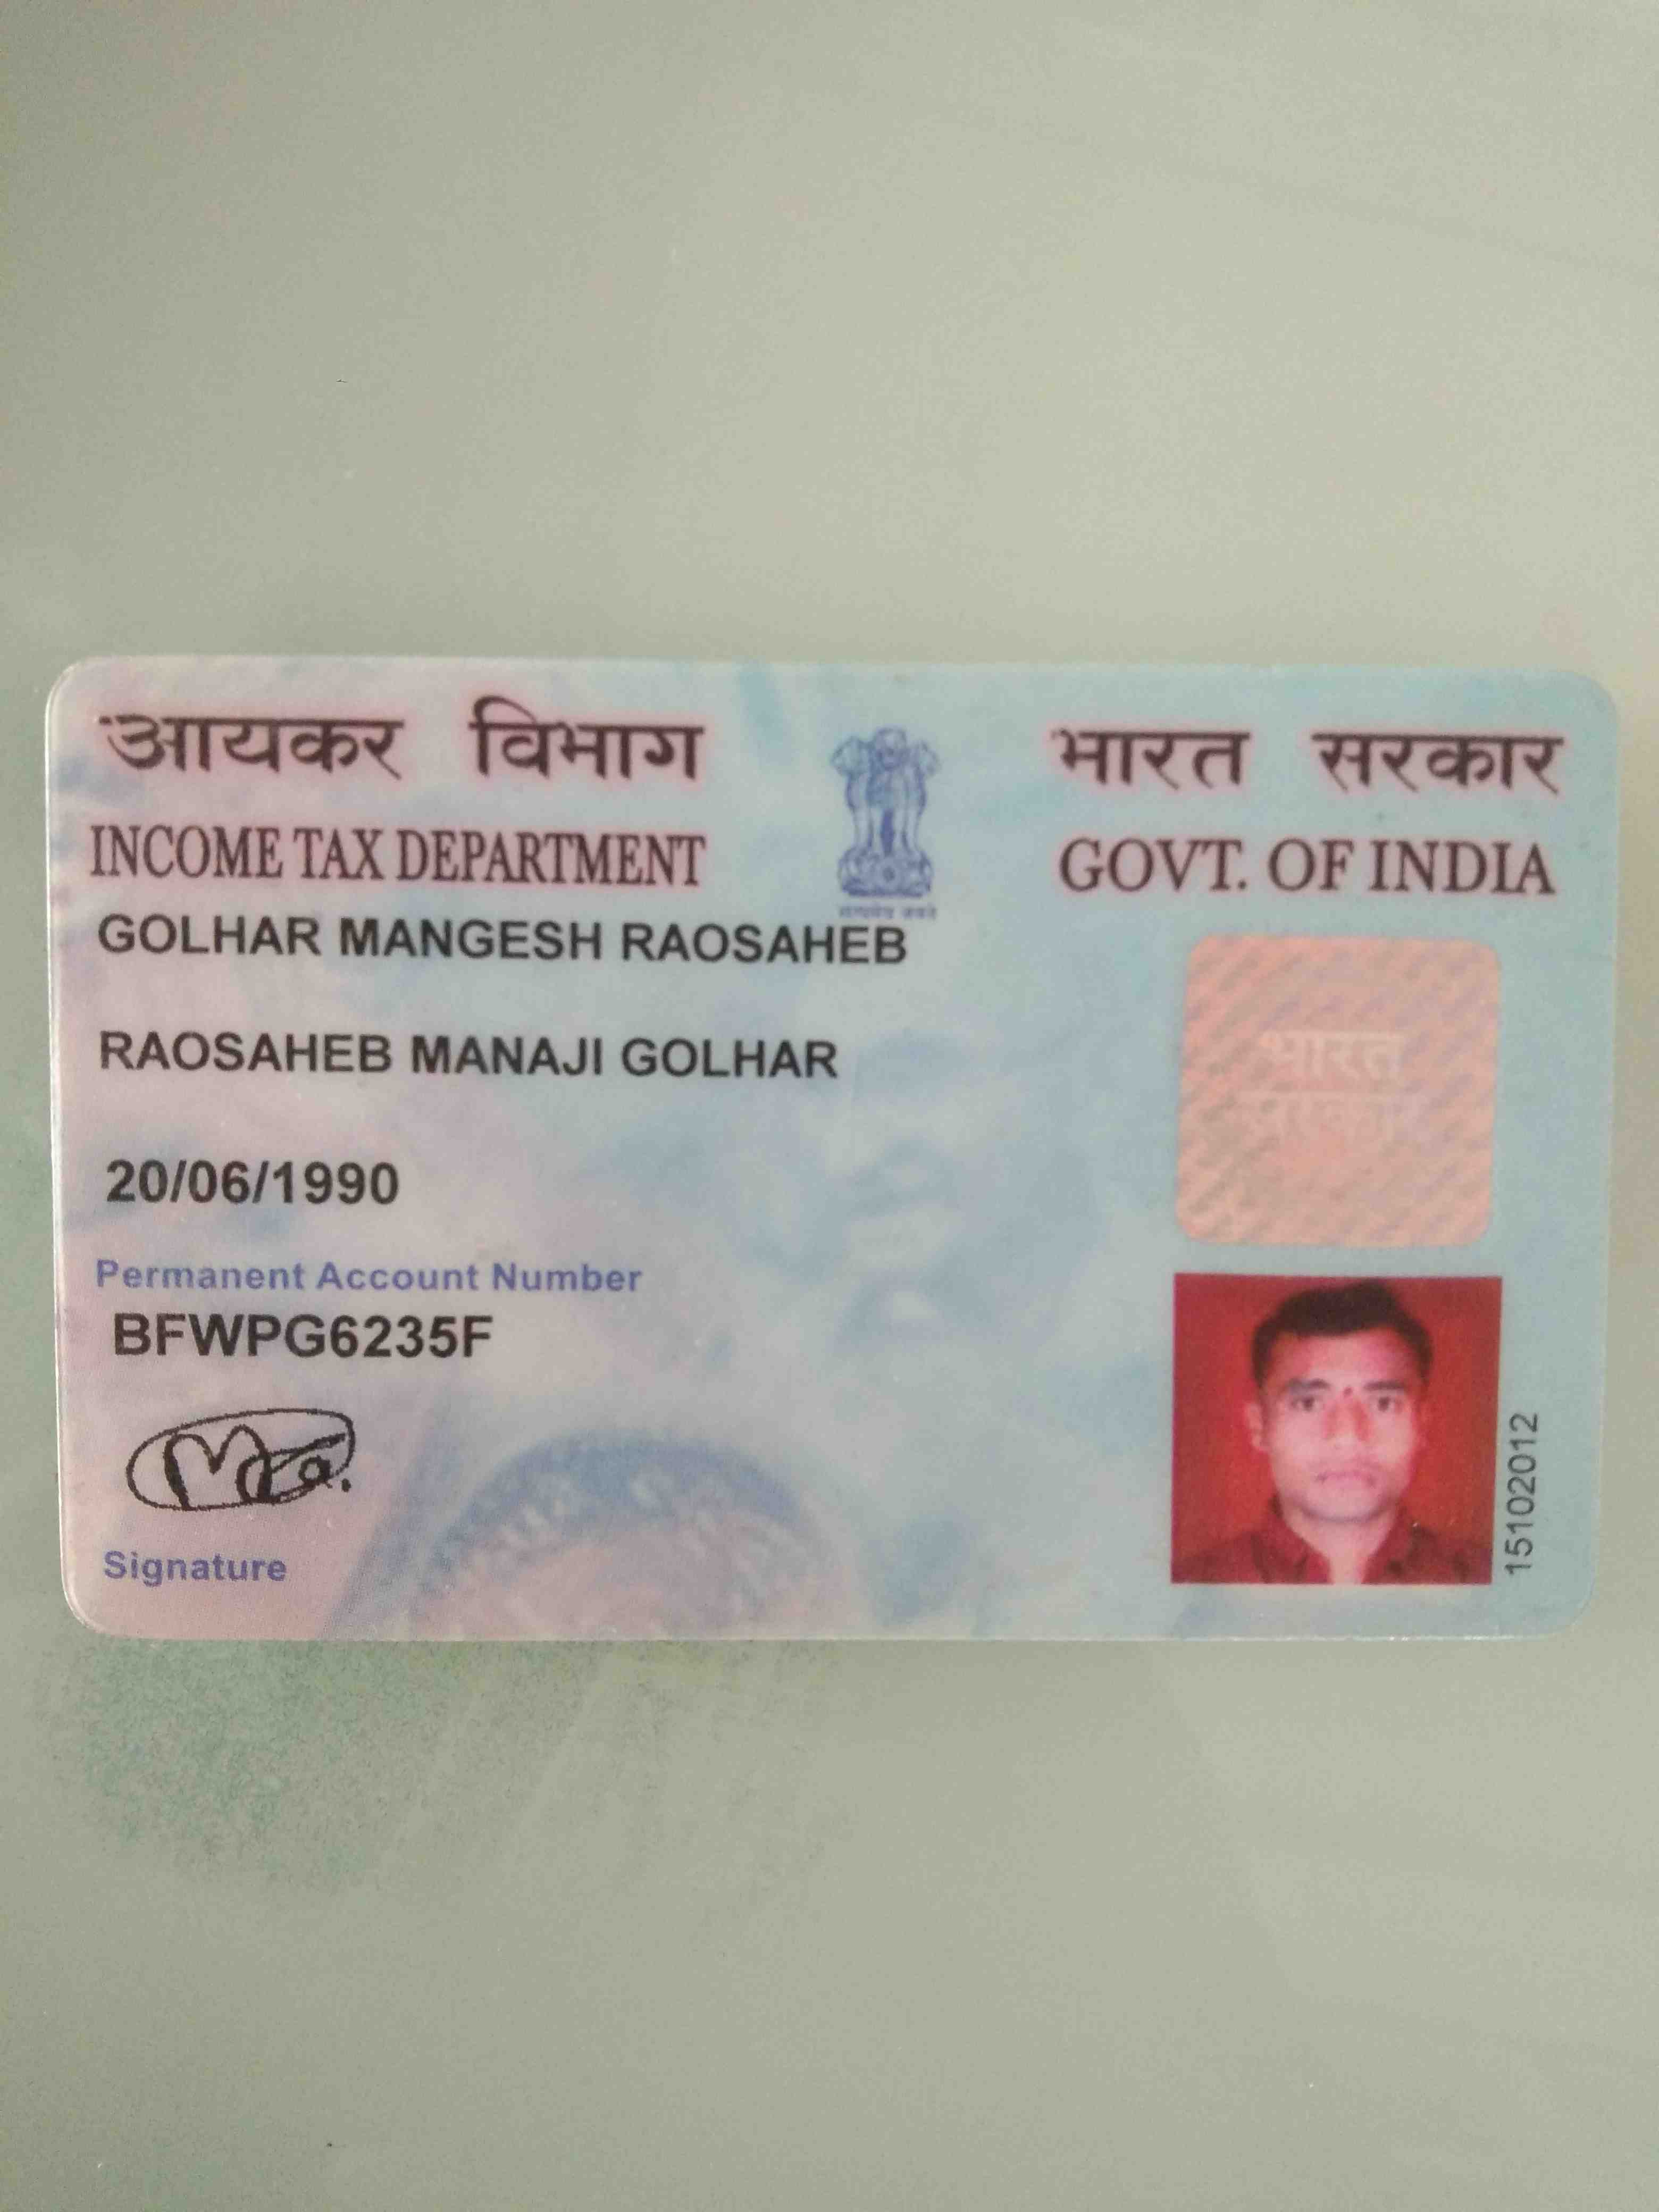 आयकर विभाग
INCOME TAX DEPARTMENT
सत्यमेव जयते
भारत सरकार
GOVT. OF INDIA
GOLHAR MANGESH RAOSAHEB
RAOSAHEB MANAJI GOLHAR
20/06/1990
Permanent Account Number
BFWPG6235F
Signature
भारत
सरकार
15102012